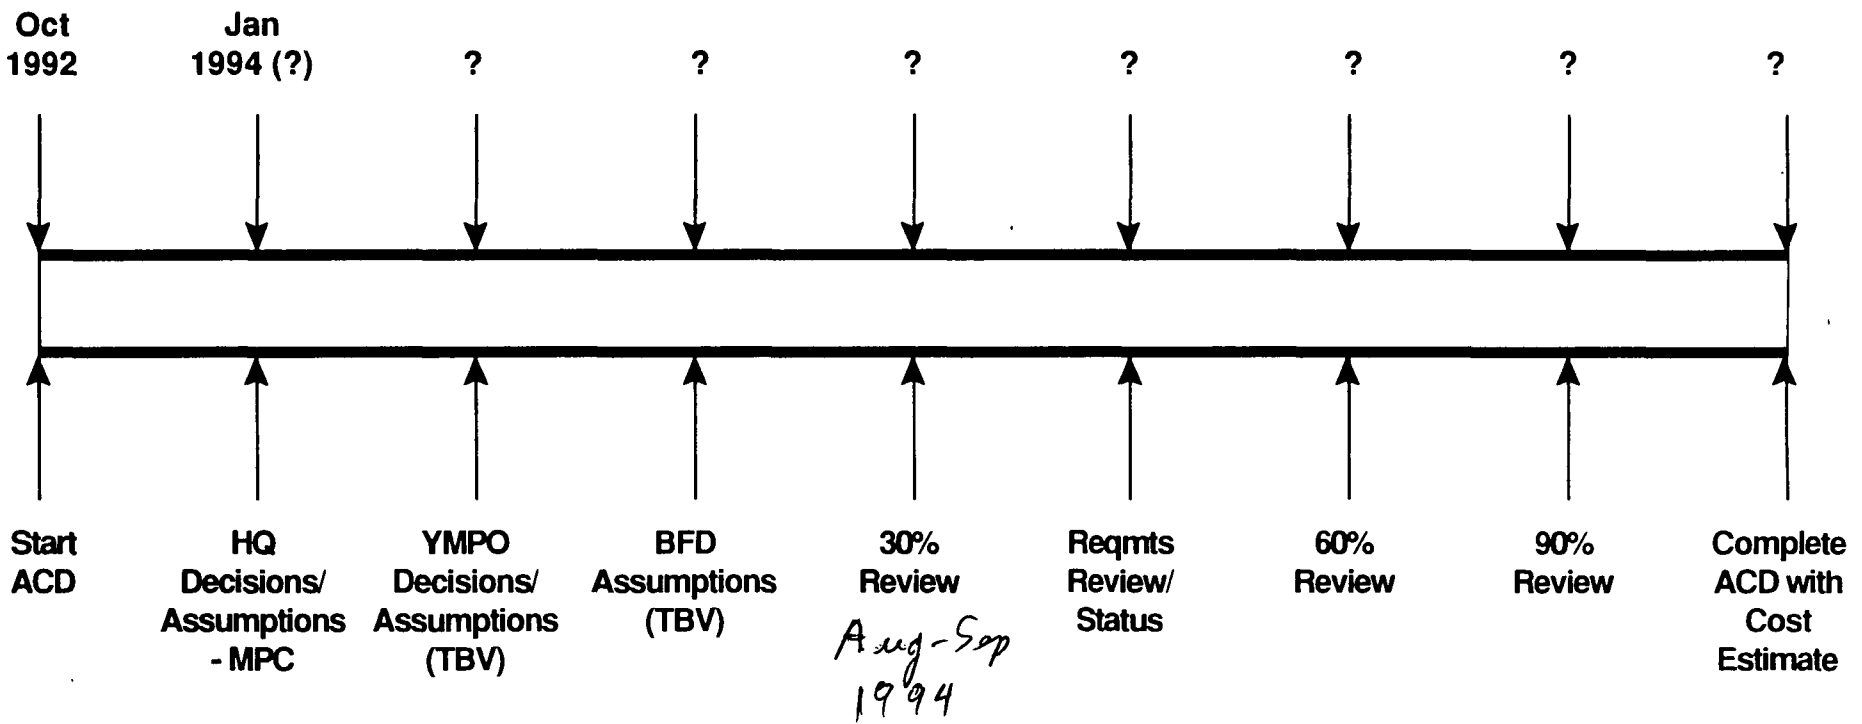 Oct
1992
Jan
1994 (?)
?
?
?
?
?
?
?
Start
ACD
HQ
Decisions/
Assumptions
- MPC
YMPO
Decisions/
Assumptions
(TBV)
BFD
Assumptions
(TBV)
30%
Review
Aug-Sep
1994
Reqmts
Review/
Status
60%
Review
90%
Review
Complete
ACD with
Cost
Estimate